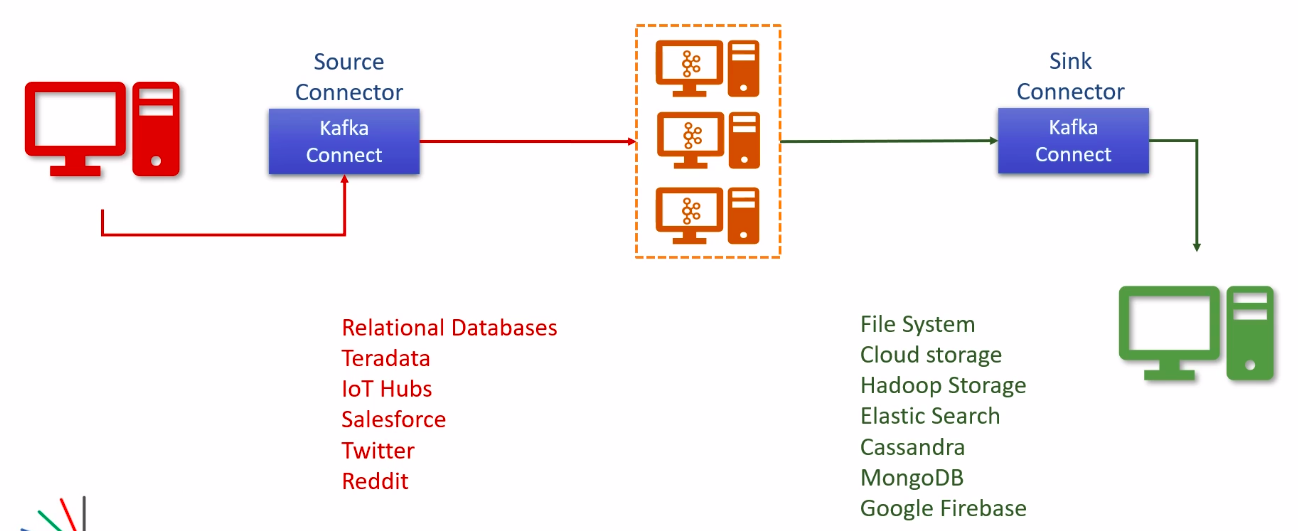 Source
Connector
Kafka
Connect
Sink
Connector
Kafka
Connect
Relational Databases
Teradata
IoT Hubs
Salesforce
Twitter
Reddit
File System
Cloud storage
Hadoop Storage
Elastic Search
Cassandra
MongoDB
Google Firebase